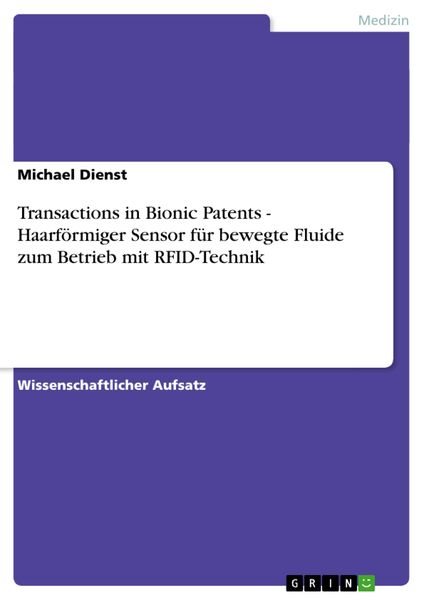 Medizin
Michael Dienst
Transactions in Bionic Patents -
Haarförmiger Sensor für bewegte Fluide
zum Betrieb mit RFID-Technik
Wissenschaftlicher Aufsatz
GRIN